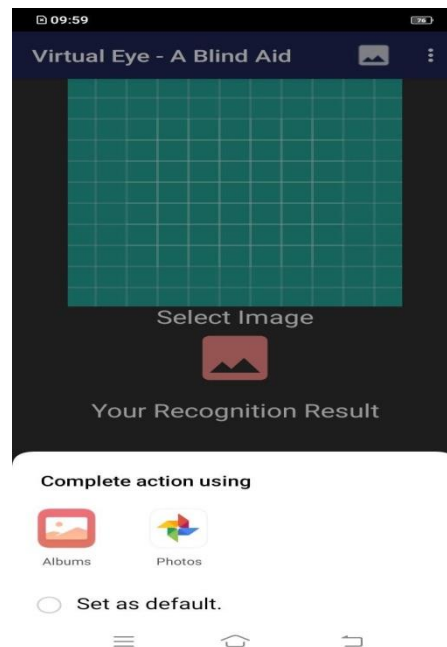 09:59
76
Virtual Eye - A Blind Aid
Select Image
Your Recognition Result
Complete action using
Albums Photos
Set as default.